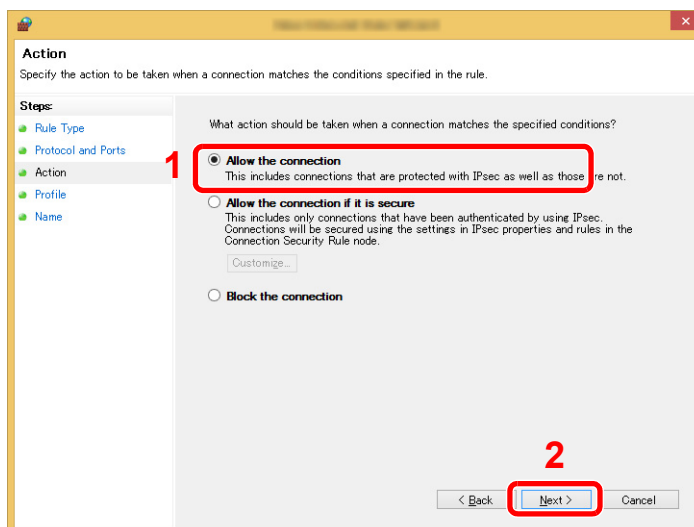 Action
Specify the action to be taken when a connection matches the conditions specified in the rule.
Steps:
Rule Type
Protocol and Ports
Action
Profile
Name
What action should be taken when a connection matches the specified conditions?
1
Allow the connection
This includes connections that are protected with IPsec as well as those are not.
Allow the connection if it is secure
This includes only connections that have been authenticated by using IPsec.
Connections will be secured using the settings in IPsec properties and rules in the
Connection Security Rule node.
Customize...
Block the connection
2
< Back
Next >
Cancel